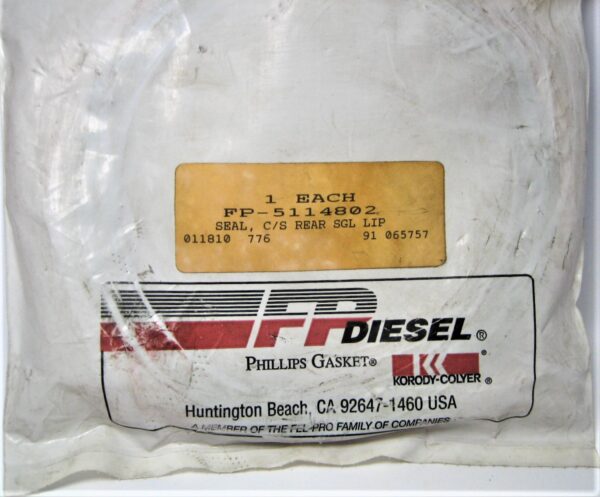 1 EACH
FP-5114802
SEAL, C/S REAR SGL LIP
011810 776 91 065757
FP DIESEL®
PHILLIPS GASKET®
KORODY-COLYER®
Huntington Beach, CA 92647-1460 USA
A MEMBER OF THE FEL-PRO FAMILY OF COMPANIES